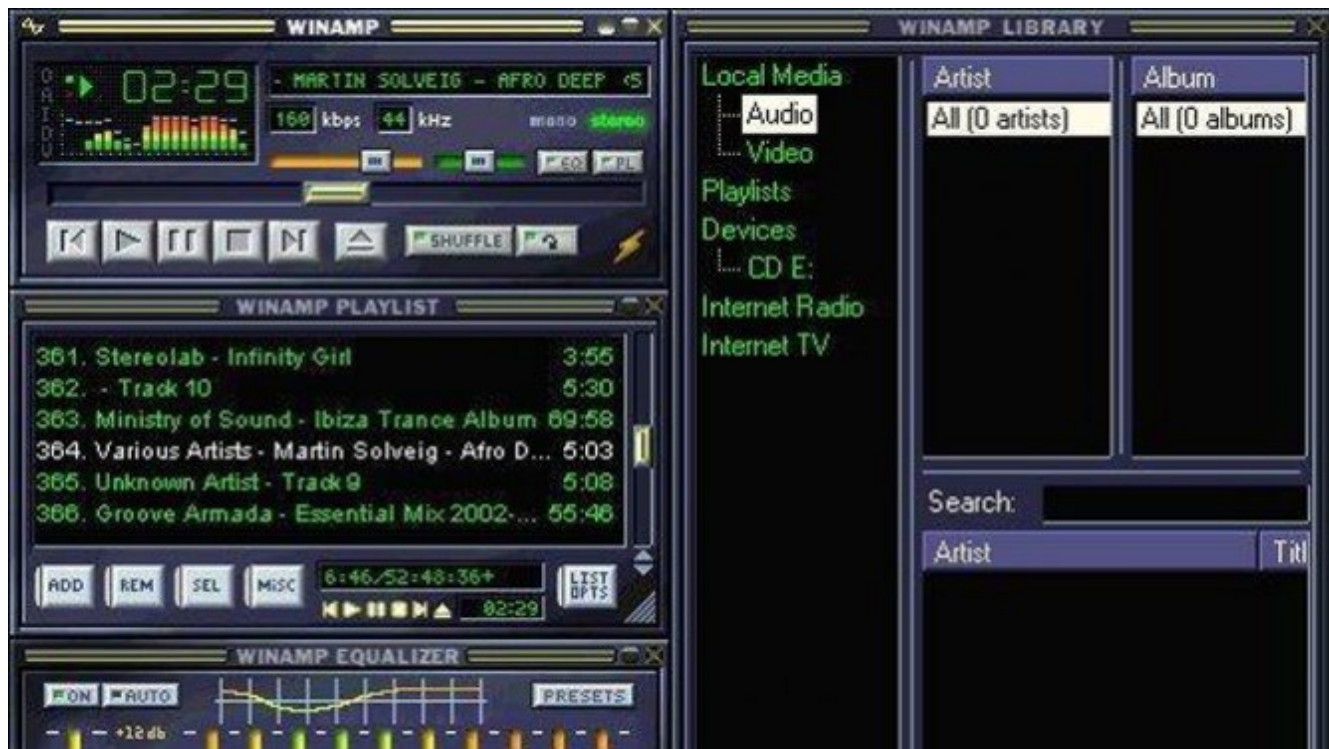 WINAMP
O
A
I
D
U
02:29
- MARTIN SOLVEIG - AFRO DEEP <5
160 kbps 44 kHz mono stereo
EQ PL
SHUFFLE
WINAMP PLAYLIST
361. Stereolab - Infinity Girl 3:55
362. - Track 10 5:30
363. Ministry of Sound - Ibiza Trance Album 69:58
364. Various Artists - Martin Solveig - Afro D... 5:03
365. Unknown Artist - Track 9 5:08
366. Groove Armada - Essential Mix 2002-... 55:46
ADD REM SEL MISC 6:46/52:48:36+ LIST OPTS
02:29
WINAMP EQUALIZER
ON AUTO PRESETS
+12db
WINAMP LIBRARY
Local Media
Audio
Video
Playlists
Devices
CD E:
Internet Radio
Internet TV
Artist Album
All (0 artists) All (0 albums)
Search:
Artist Titl